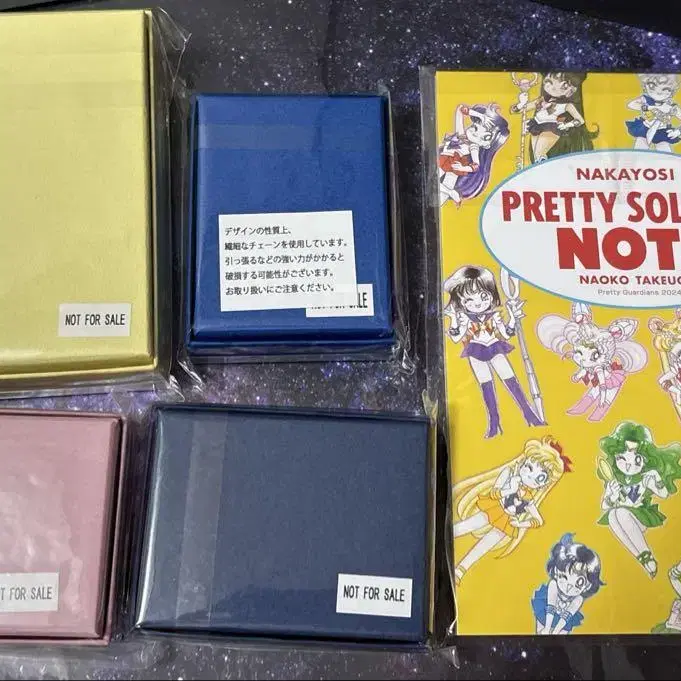 NOT FOR SALE
デザインの性質上、
繊細なチェーンを使用しています。
引っ張るなどの強い力がかかると
破損する可能性がございます。
お取り扱いにご注意ください。
NOT FOR SALE
NAKAYOSI
PRETTY SOL
NOT
NAOKO TAKEUC
Pretty Guardians 2024
T FOR SALE
NOT FOR SALE